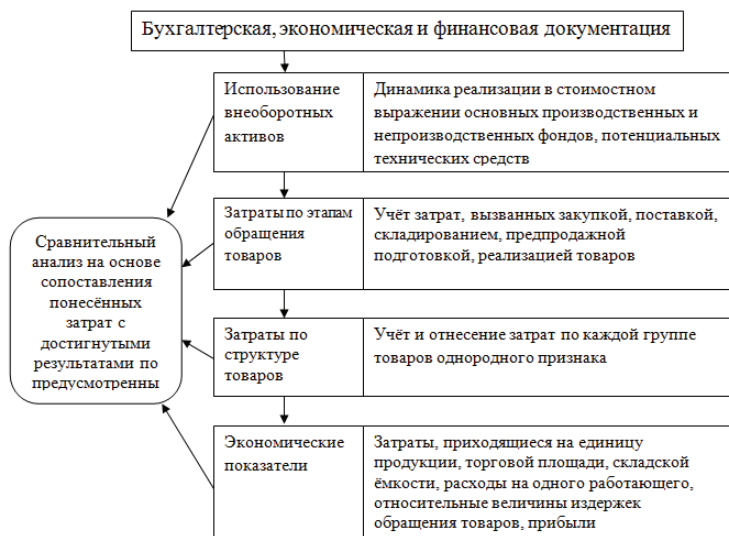 Бухгалтерская, экономическая и финансовая документация
Использование
внеоборотных
активов
Динамика реализации в стоимостном
выражении основных производственных и
непроизводственных фондов, потенциальных
технических средств
Затраты по этапам
обращения
товаров
Учёт затрат, вызванных закупкой, поставкой,
складированием, предпродажной
подготовкой, реализацией товаров
Сравнительный
анализ на основе
сопоставления
понесённых
затрат с
достигнутыми
результатами по
предусмотренны
Затраты по
структуре
товаров
Учёт и отнесение затрат по каждой группе
товаров однородного признака
Экономические
показатели
Затраты, приходящиеся на единицу
продукции, торговой площади, складской
ёмкости, расходы на одного работающего,
относительные величины издержек
обращения товаров, прибыли